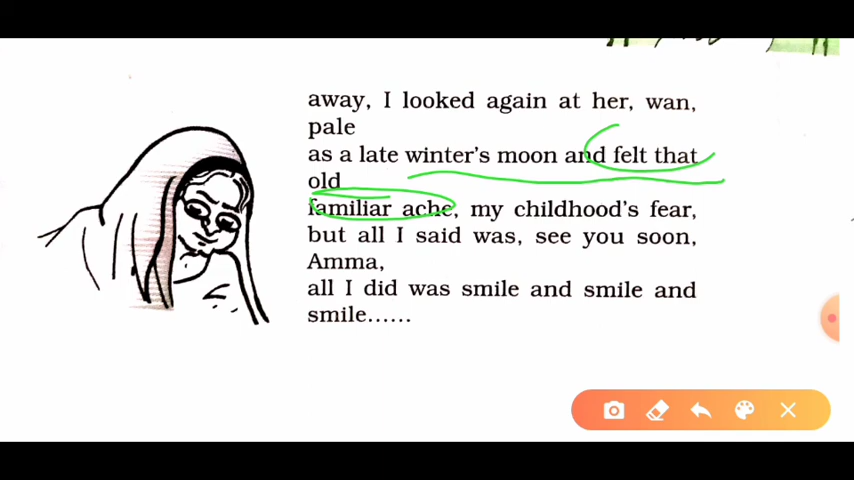 away, I looked again at her, wan,
pale
as a late winter's moon and felt that
old
familiar ache, my childhood's fear,
but all I said was, see you soon,
Amma,
all I did was smile and smile and
smile......